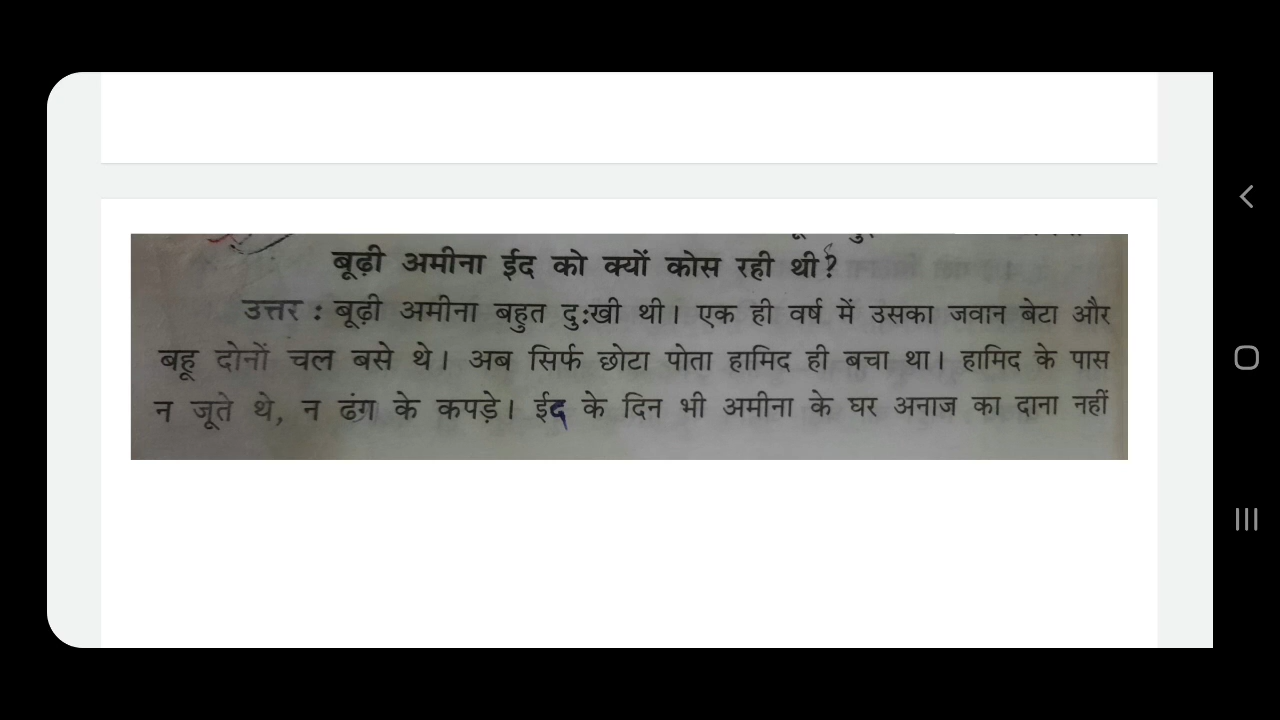 बूढ़ी अमीना ईद को क्यों कोस रही थी?
उत्तर : बूढ़ी अमीना बहुत दुःखी थी। एक ही वर्ष में उसका जवान बेटा और
बहू दोनों चल बसे थे। अब सिर्फ छोटा पोता हामिद ही बचा था। हामिद के पास
न जूते थे, न ढंग के कपड़े। ईद के दिन भी अमीना के घर अनाज का दाना नहीं